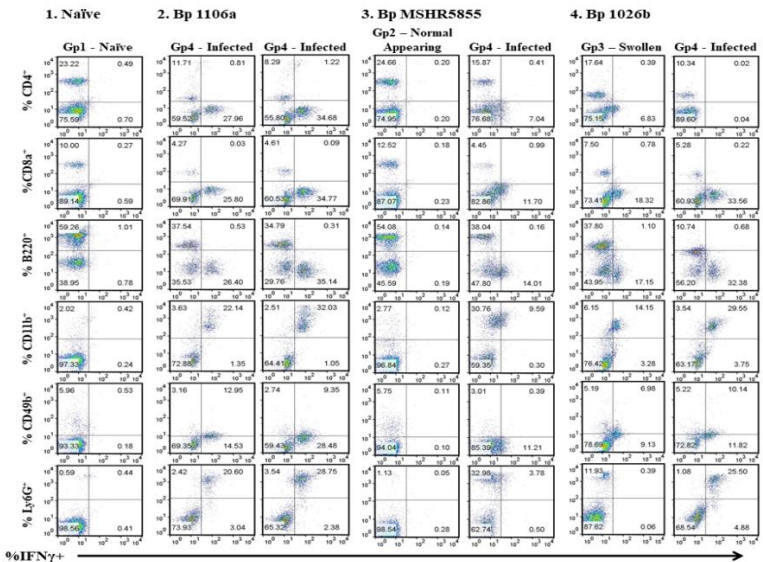 1. Naïve 2. Bp 1106a 3. Bp MSHR5855 4. Bp 1026b
Gp1 - Naïve Gp4 - Infected Gp4 - Infected Gp2 – Normal Appearing Gp4 - Infected Gp3 – Swollen Gp4 - Infected
% CD4⁺
23.22 0.49 11.71 0.81 8.29 1.22 24.66 0.20 15.87 0.41 17.64 0.39 10.34 0.02
75.59 0.70 59.52 27.96 55.80 34.68 74.95 0.20 76.68 7.04 75.15 6.83 89.60 0.04
%CD8a⁺
10.00 0.27 4.27 0.03 4.61 0.09 12.52 0.18 4.45 0.99 7.50 0.78 5.28 0.22
89.14 0.59 69.91 25.80 60.53 34.77 87.07 0.23 82.86 11.70 73.41 18.32 60.93 33.56
% B220⁺
59.26 1.01 37.54 0.53 34.79 0.31 54.08 0.14 38.04 0.16 37.80 1.10 10.74 0.68
38.95 0.78 35.53 26.40 29.76 35.14 45.59 0.19 47.80 14.01 43.95 17.15 56.20 32.38
% CD11b⁺
2.02 0.42 3.63 22.14 2.51 32.03 2.77 0.12 30.76 9.59 6.15 14.15 3.54 29.55
97.33 0.24 72.88 1.35 64.41 1.05 96.84 0.27 59.35 0.30 76.42 3.28 63.17 3.75
% CD49b⁺
5.96 0.53 3.16 12.95 2.74 9.35 5.75 0.11 3.01 0.39 5.19 6.98 5.22 10.14
93.33 0.18 69.35 14.53 59.43 28.48 94.04 0.10 85.39 11.21 78.69 9.13 72.82 11.82
% Ly6G⁺
0.59 0.44 2.42 20.60 3.54 28.75 1.13 0.05 32.98 3.78 11.93 0.39 1.08 25.50
98.56 0.41 73.93 3.04 65.32 2.38 98.54 0.28 62.74 0.50 87.62 0.06 68.54 4.88
%IFNγ+